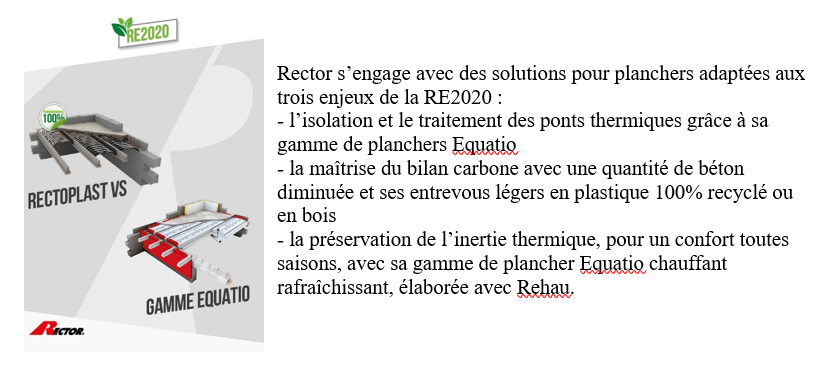 RE2020
100%
RECTOPLAST VS
GAMME EQUATIO
RECTOR.
Rector s’engage avec des solutions pour planchers adaptées aux
trois enjeux de la RE2020 :
- l’isolation et le traitement des ponts thermiques grâce à sa
gamme de planchers Equatio
- la maîtrise du bilan carbone avec une quantité de béton
diminuée et ses entrevous légers en plastique 100% recyclé ou
en bois
- la préservation de l’inertie thermique, pour un confort toutes
saisons, avec sa gamme de plancher Equatio chauffant
rafraîchissant, élaborée avec Rehau.